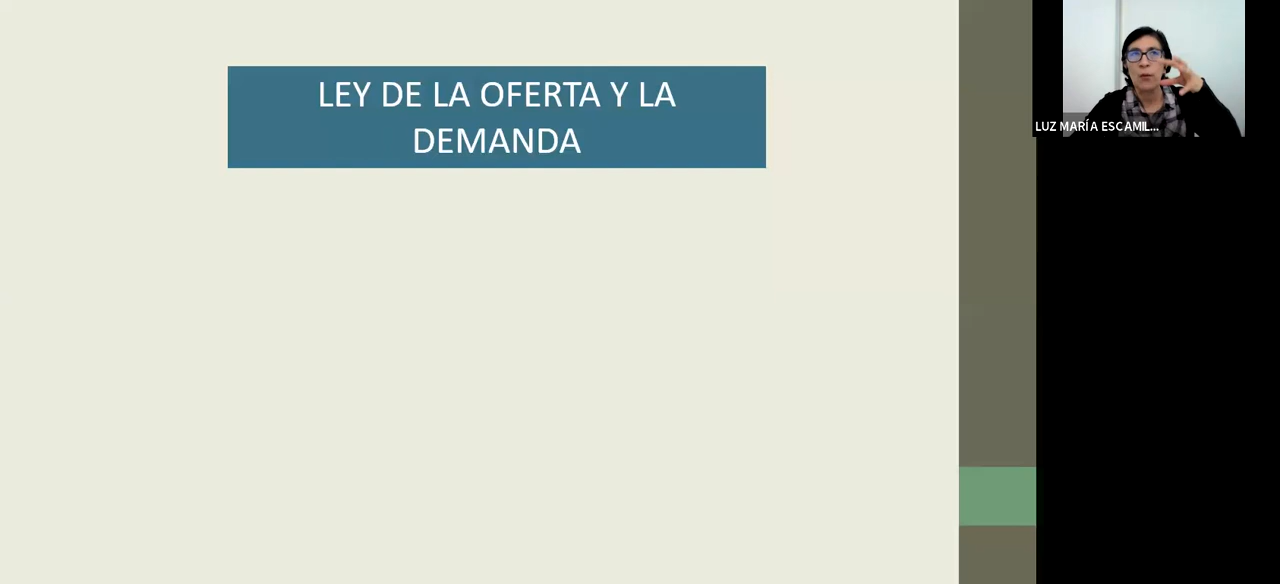 LEY DE LA OFERTA Y LA
DEMANDA
LUZ MARÍA ESCAMIL...